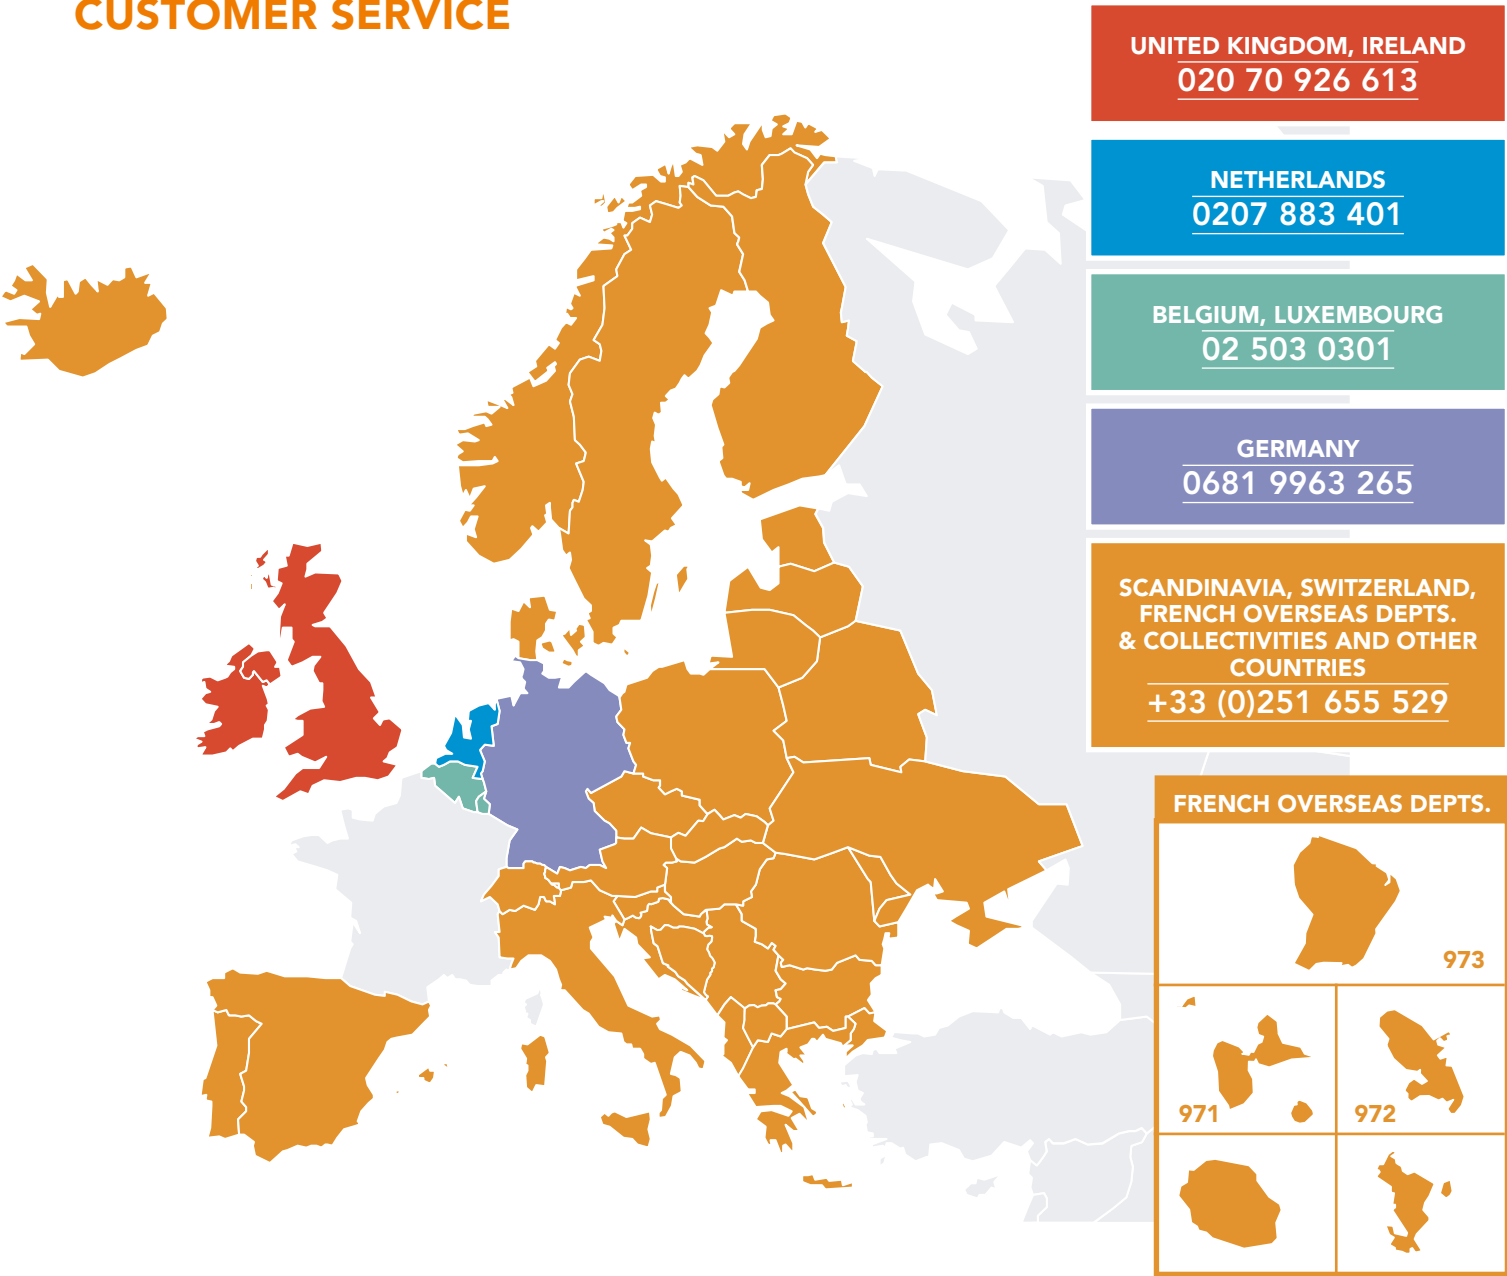 CUSTOMER SERVICE
UNITED KINGDOM, IRELAND
020 70 926 613
NETHERLANDS
0207 883 401
BELGIUM, LUXEMBOURG
02 503 0301
GERMANY
0681 9963 265
SCANDINAVIA, SWITZERLAND,
FRENCH OVERSEAS DEPTS.
& COLLECTIVITIES AND OTHER
COUNTRIES
+33 (0)251 655 529
FRENCH OVERSEAS DEPTS.
973
971
972